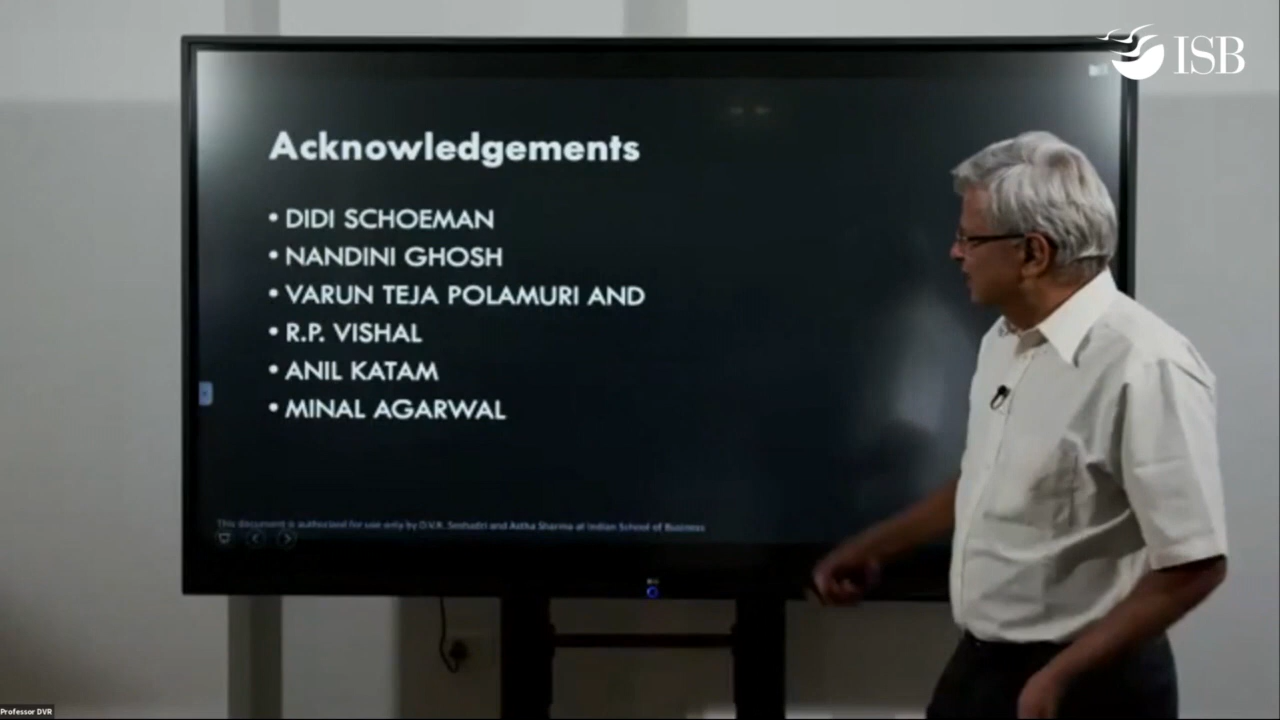 ISB
Acknowledgements
• DIDI SCHOEMAN
• NANDINI GHOSH
• VARUN TEJA POLAMURI AND
• R.P. VISHAL
• ANIL KATAM
• MINAL AGARWAL
This document is authorized for use only by D.V.R. Seshadri and Astha Sharma at Indian School of Business
Professor DVR